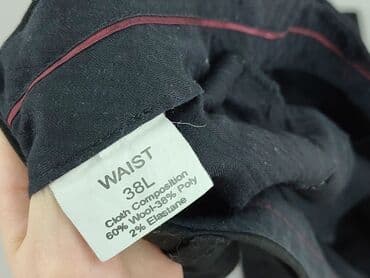 WAIST
38L
Cloth Composition
60% Wool-38% Poly
2% Elastane